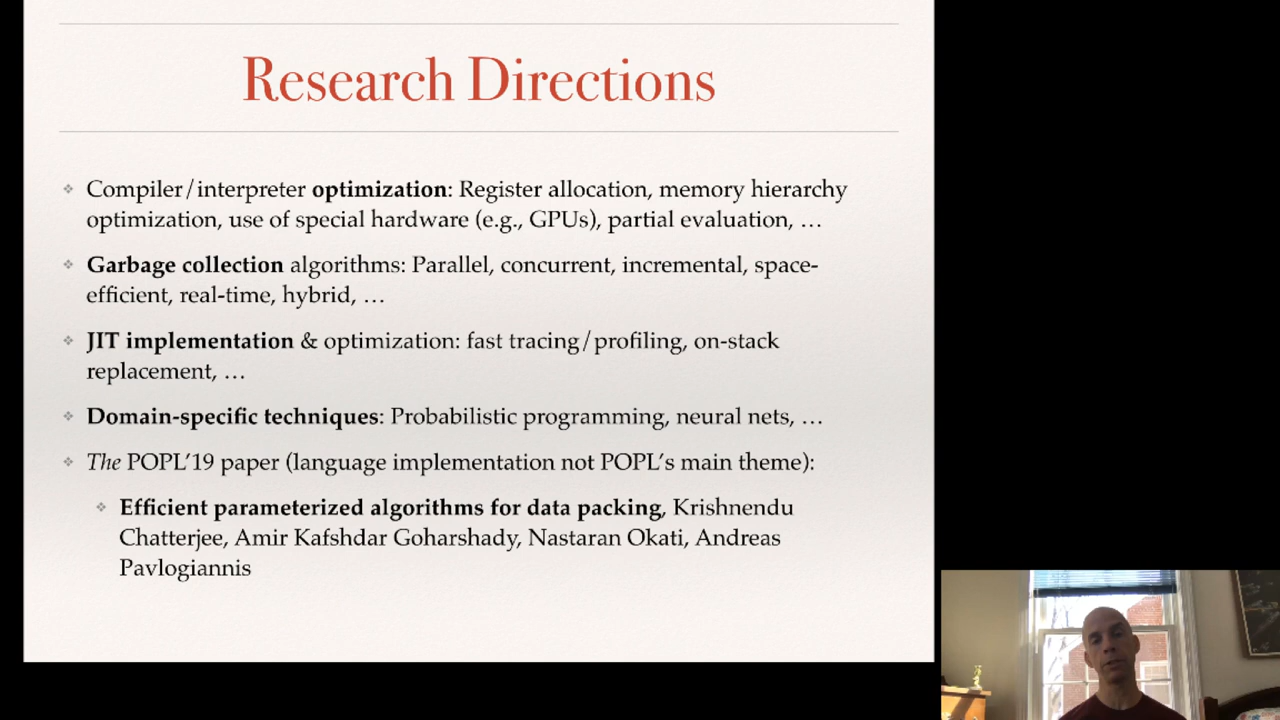 Research Directions
Compiler/interpreter optimization: Register allocation, memory hierarchy
optimization, use of special hardware (e.g., GPUs), partial evaluation, …
Garbage collection algorithms: Parallel, concurrent, incremental, space-
efficient, real-time, hybrid, …
JIT implementation & optimization: fast tracing/profiling, on-stack
replacement, …
Domain-specific techniques: Probabilistic programming, neural nets, …
The POPL'19 paper (language implementation not POPL's main theme):
Efficient parameterized algorithms for data packing, Krishnendu
Chatterjee, Amir Kafshdar Goharshady, Nastaran Okati, Andreas
Pavlogiannis